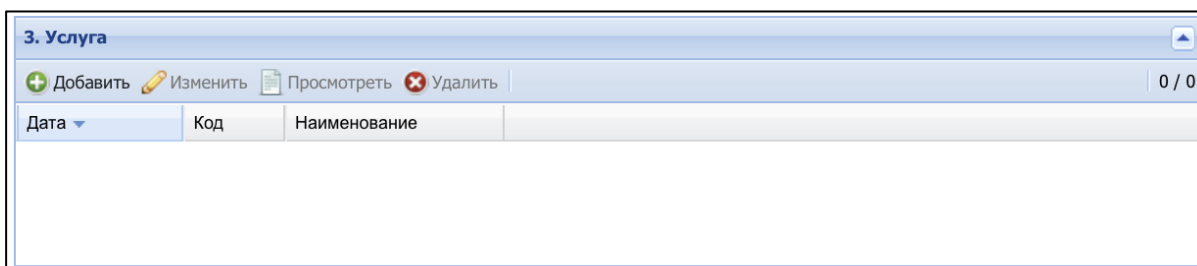 3. Услуга
Добавить Изменить Просмотреть Удалить 0 / 0
Дата Код Наименование